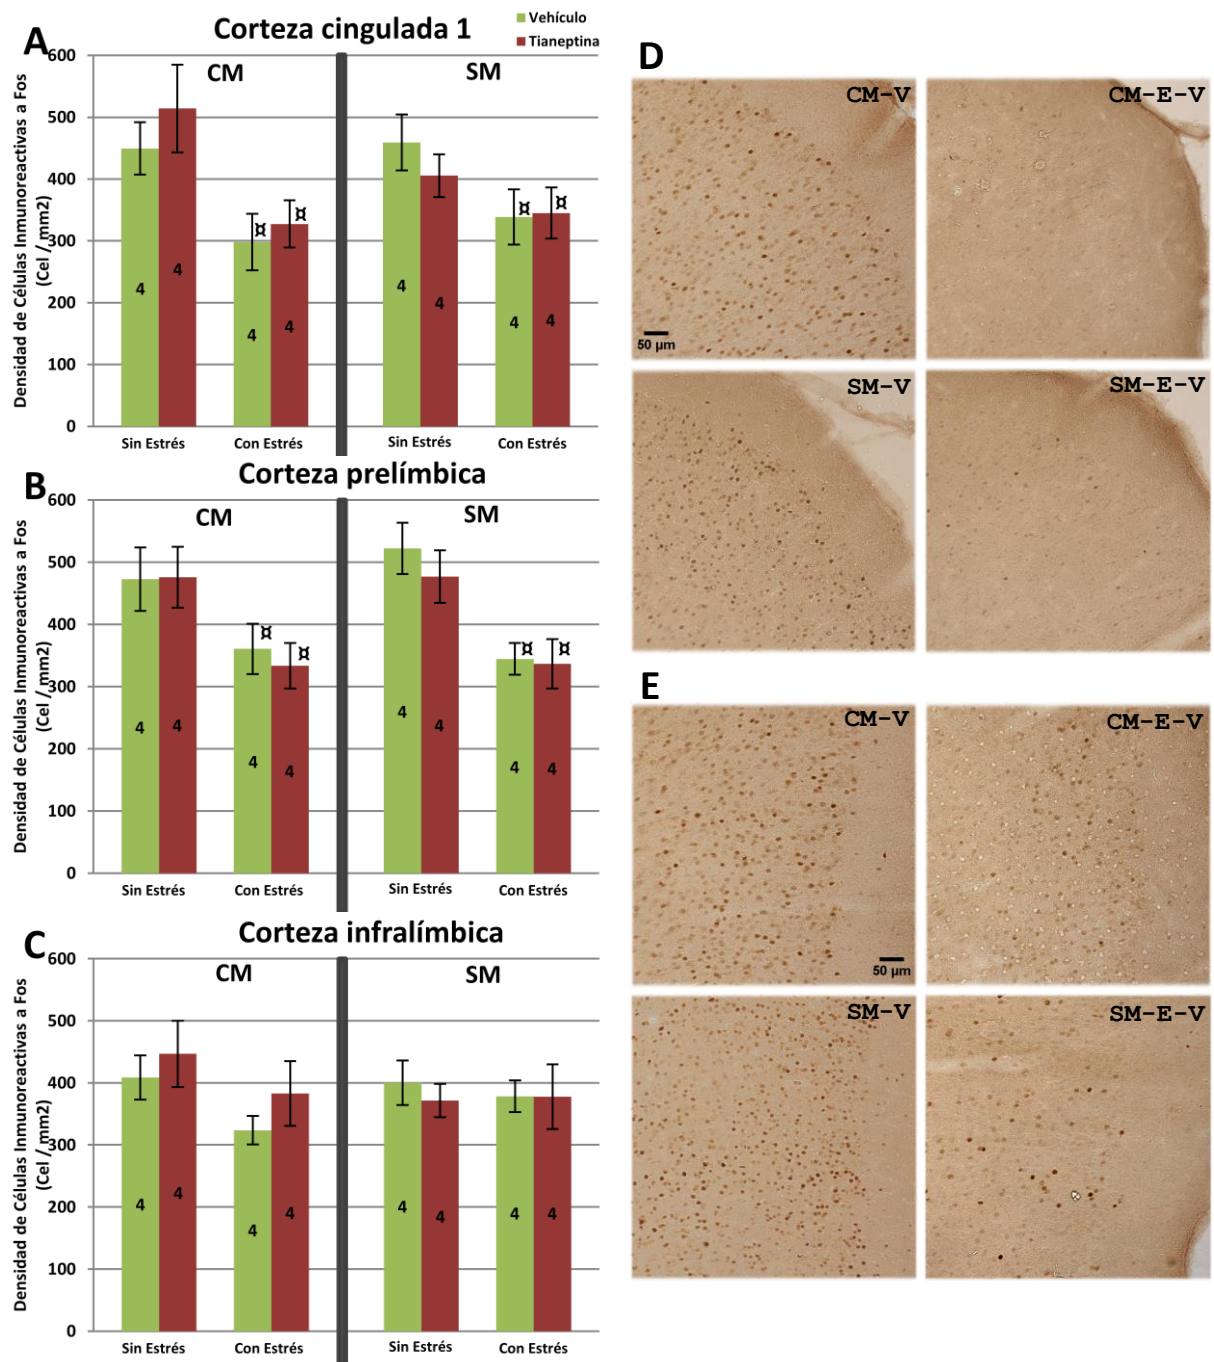 A
Corteza cingulada 1
Vehículo
Tianeptina
Densidad de Células Inmunoreactivas a Fos
(Cel / mm2)
600
500
400
300
200
100
0
CM
SM
4
4
¤
4
¤
4
4
4
¤
4
¤
4
Sin Estrés
Con Estrés
Sin Estrés
Con Estrés
B
Corteza prelímbica
Densidad de Células Inmunoreactivas a Fos
(Cel / mm2)
600
500
400
300
200
100
0
CM
SM
4
4
¤
4
¤
4
4
4
¤
4
¤
4
Sin Estrés
Con Estrés
Sin Estrés
Con Estrés
C
Corteza infralímbica
Densidad de Células Inmunoreactivas a Fos
(Cel / mm2)
600
500
400
300
200
100
0
CM
SM
4
4
4
4
4
4
4
4
Sin Estrés
Con Estrés
Sin Estrés
Con Estrés
D
CM-V
50 µm
CM-E-V
SM-V
SM-E-V
E
CM-V
50 µm
CM-E-V
SM-V
SM-E-V